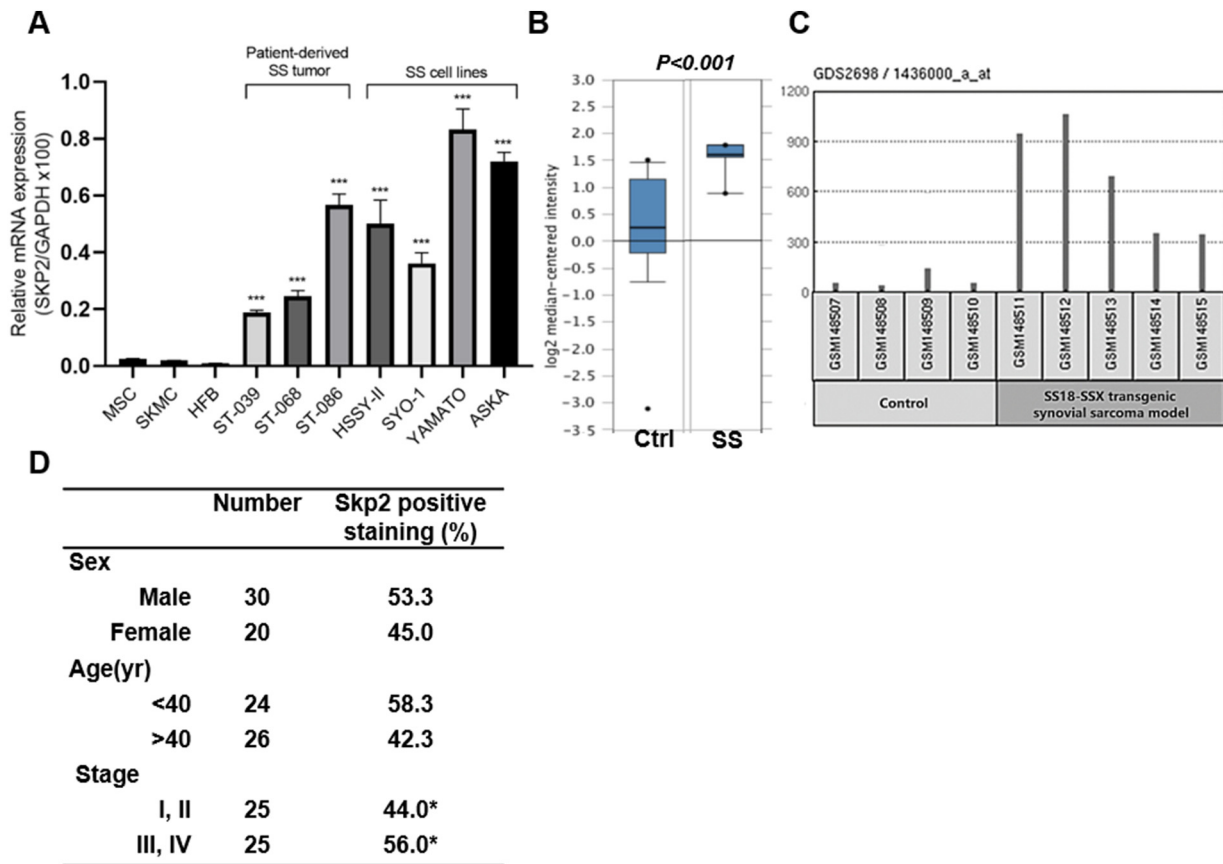 A
Patient-derived
SS tumor
SS cell lines
Relative mRNA expression
(SKP2/GAPDH x100)
1.0
0.8
0.6
0.4
0.2
0.0
***
***
***
***
***
***
***
MSC
SKMC
HFB
ST-039
ST-068
ST-086
HSSY-II
SYO-1
YAMATO
ASKA
B
P<0.001
log2 median-centered intensity
3.0
2.5
2.0
1.5
1.0
0.5
0.0
−0.5
−1.0
−1.5
−2.0
−2.5
−3.0
−3.5
Ctrl
SS
C
GDS2698 / 1436000_a_at
1200
900
600
300
0
GSM148507
GSM148508
GSM148509
GSM148510
GSM148511
GSM148512
GSM148513
GSM148514
GSM148515
Control
SS18-SSX transgenic
synovial sarcoma model
D
Number Skp2 positive
staining (%)
Sex
Male 30 53.3
Female 20 45.0
Age(yr)
<40 24 58.3
>40 26 42.3
Stage
I, II 25 44.0*
III, IV 25 56.0*